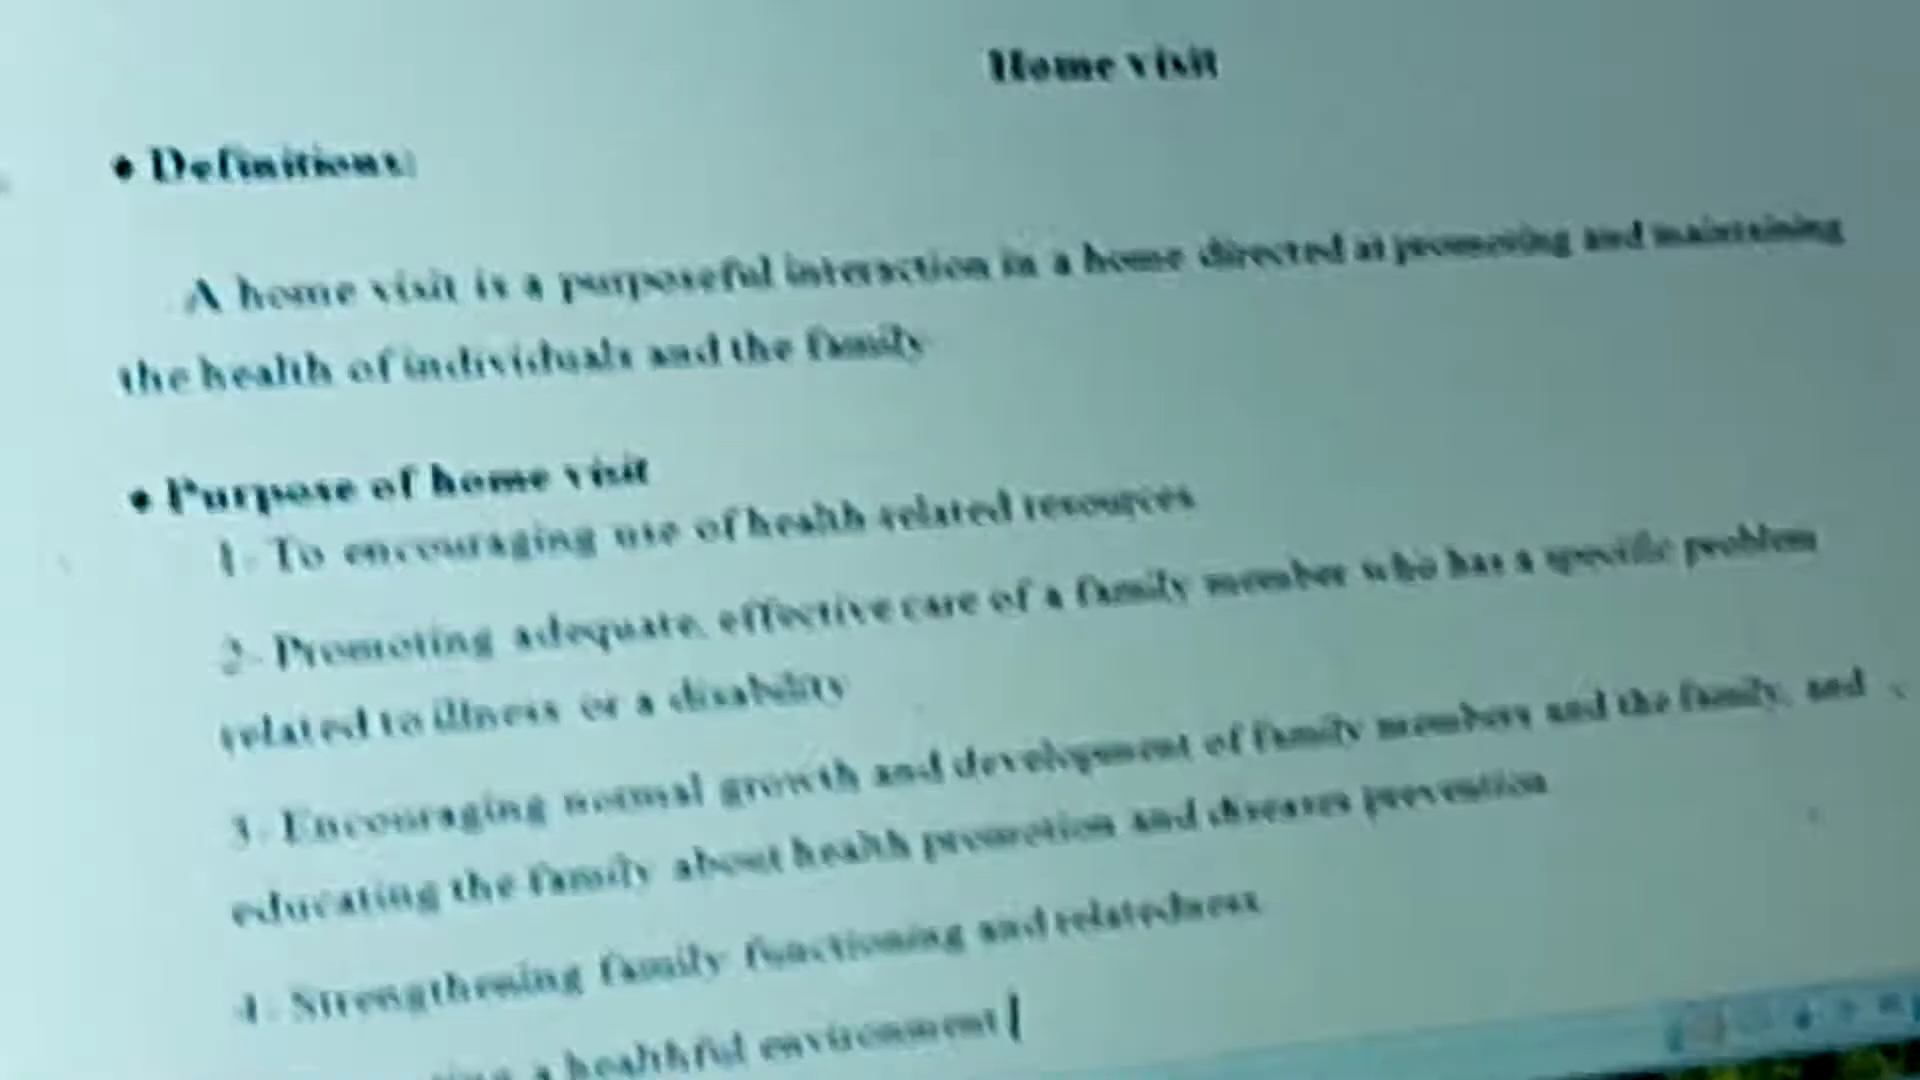 Home visit
• Definitions:
A home visit is a purposeful interaction in a home directed at promoting and maintaining
the health of individuals and the family
• Purpose of home visit
1- To encouraging use of health-related resources
2- Promoting adequate, effective care of a family member who has a specific problem
related to illness or a disability
3- Encouraging normal growth and development of family members and the family, and
educating the family about health promotion and diseases prevention
4- Strengthening family functioning and relatedness
a healthful environment